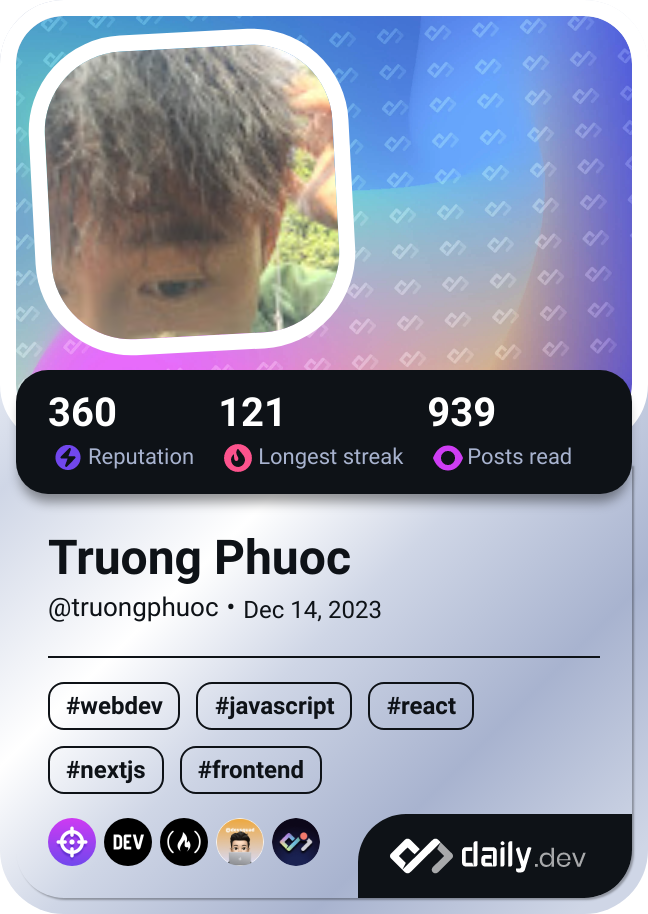 360 121 939
Reputation Longest streak Posts read
Truong Phuoc
@truongphuoc • Dec 14, 2023
#webdev #javascript #react
#nextjs #frontend
DEV
daily.dev